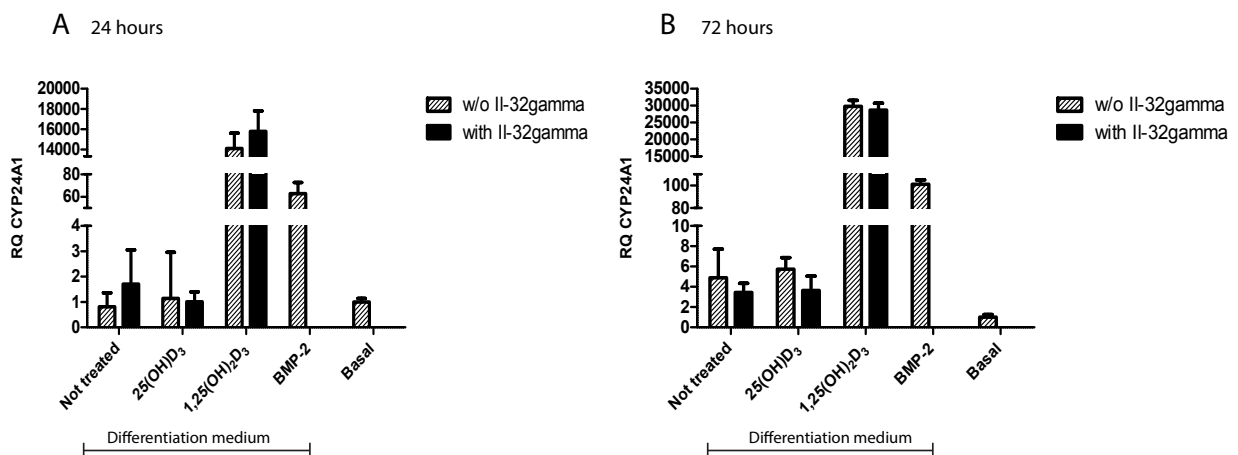 A 24 hours
20000
18000
16000
14000
80
60
4
3
2
1
0
RQ CYP24A1
w/o Il-32gamma
with Il-32gamma
Not treated
25(OH)D₃
1,25(OH)₂D₃
BMP-2
Basal
Differentiation medium
B 72 hours
35000
30000
25000
20000
15000
100
80
10
8
6
4
2
0
RQ CYP24A1
w/o Il-32gamma
with Il-32gamma
Not treated
25(OH)D₃
1,25(OH)₂D₃
BMP-2
Basal
Differentiation medium